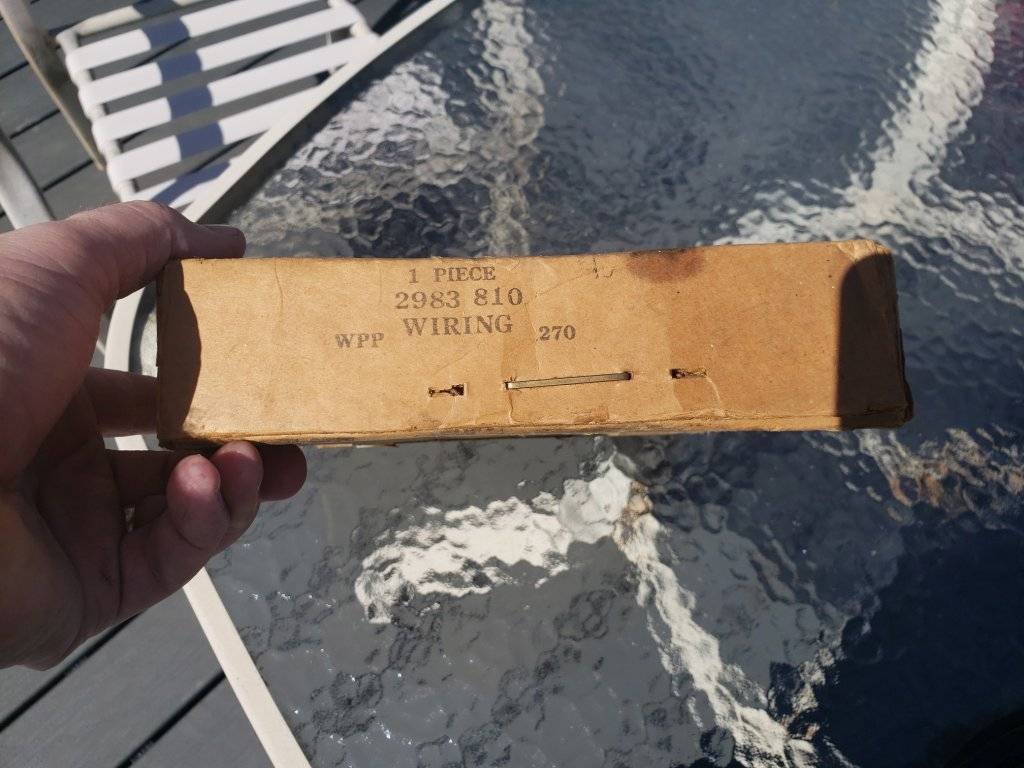 1 PIECE
2983 810
WIRING
WPP 270